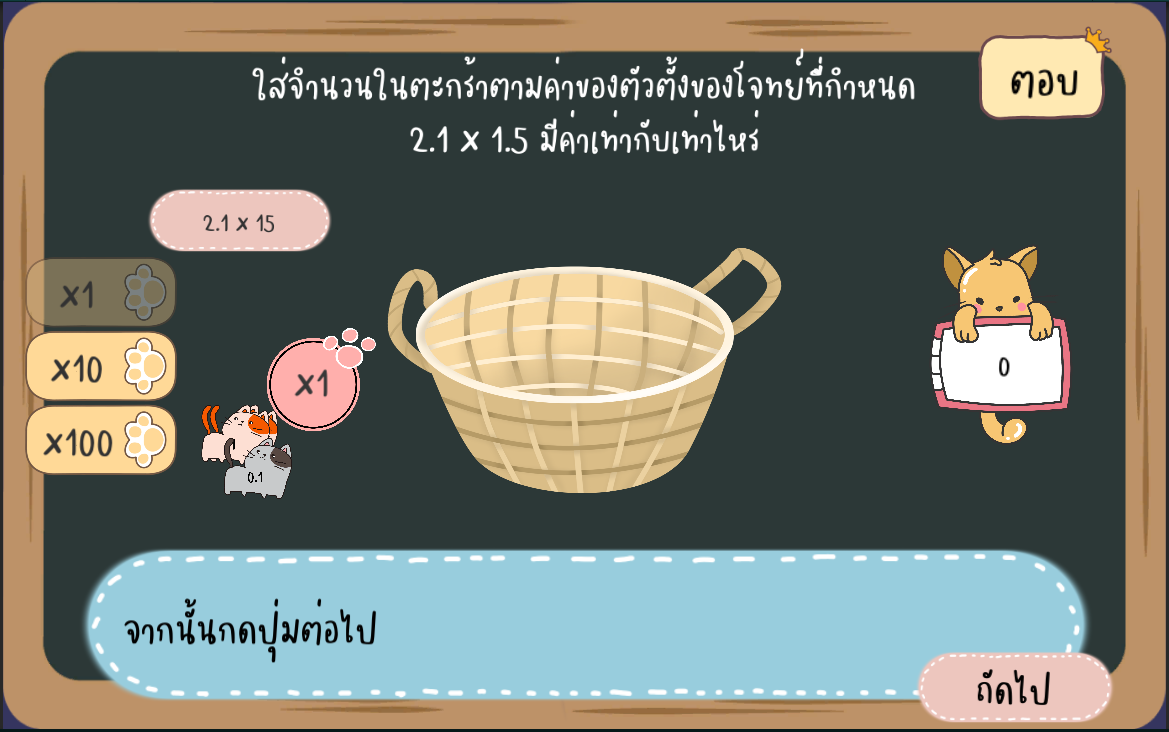 ใส่จำนวนในตะกร้าตามค่าของตัวตั้งของโจทย์ที่กำหนด
2.1 x 1.5 มีค่าเท่ากับเท่าไหร่
ตอบ
2.1 x 15
x1
x10
x100
x1
0.1
0
จากนั้นกดปุ่มต่อไป
ถัดไป